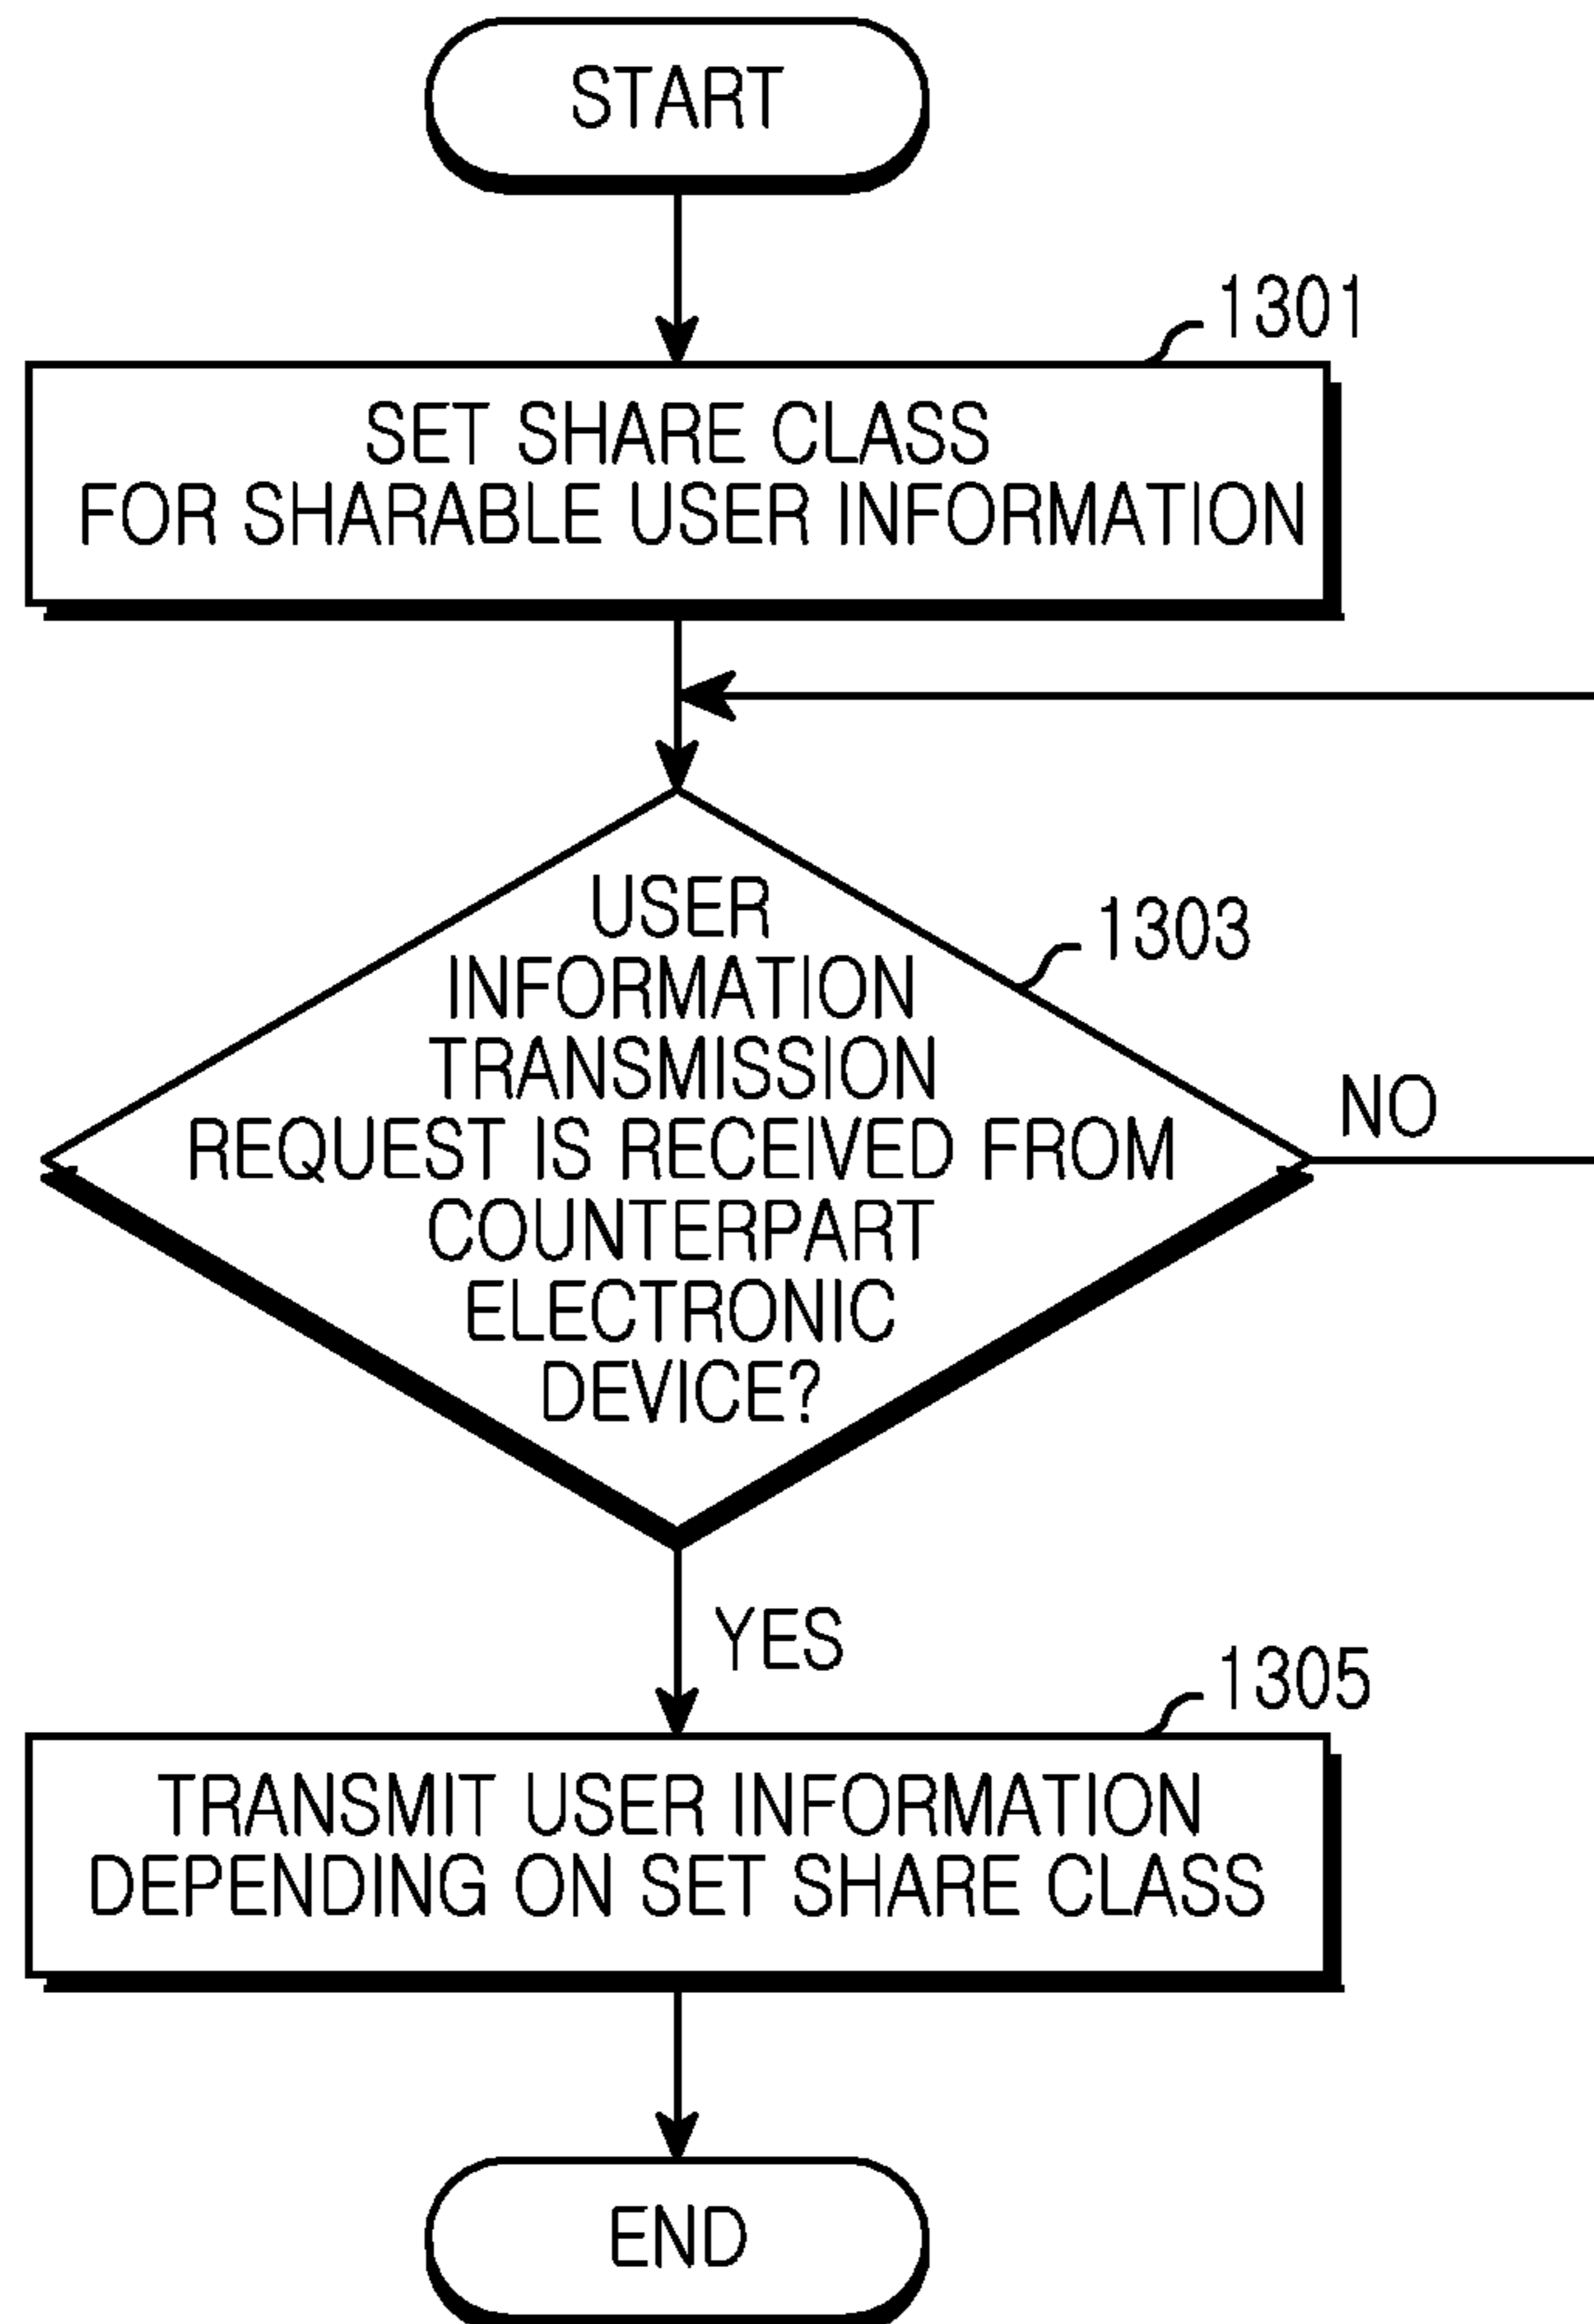 START
1301
SET SHARE CLASS
FOR SHARABLE USER INFORMATION
USER
1303
INFORMATION
TRANSMISSION
NO
REQUEST IS RECEIVED FROM
COUNTERPART
ELECTRONIC
DEVICE?
YES
1305
TRANSMIT USER INFORMATION
DEPENDING ON SET SHARE CLASS
END